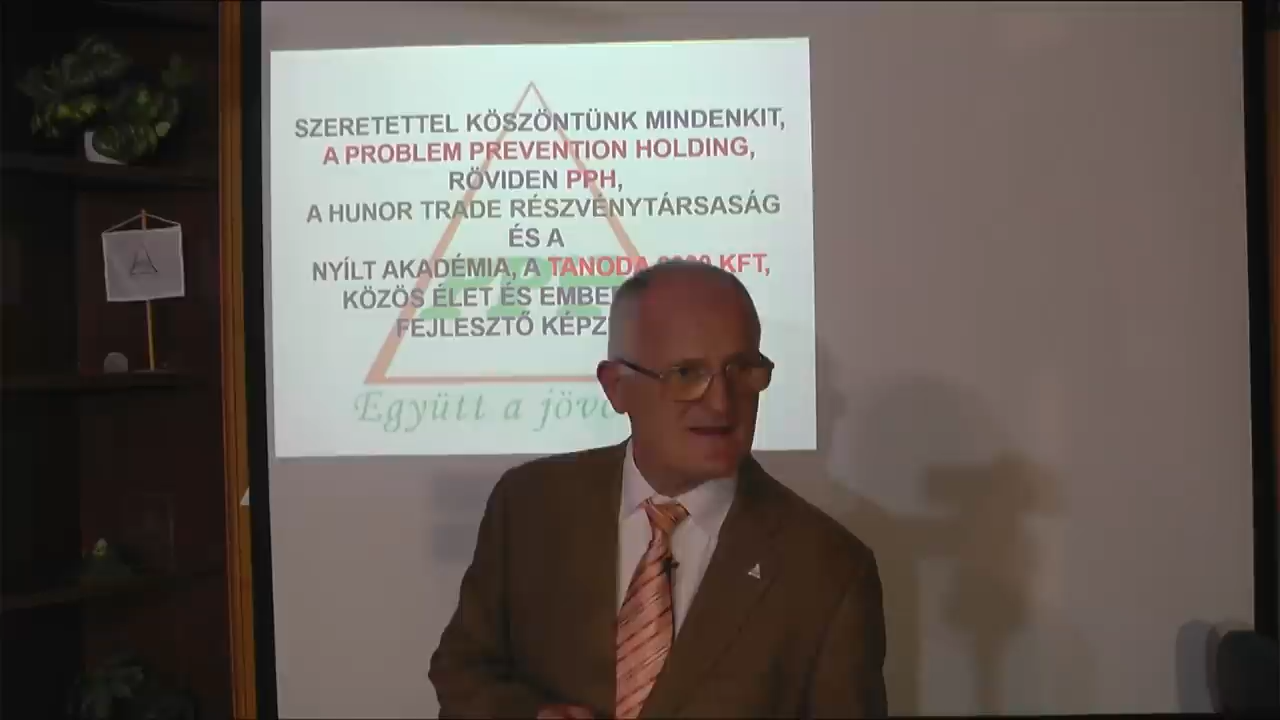 SZERETETTEL KÖSZÖNTÜNK MINDENKIT,
A PROBLEM PREVENTION HOLDING,
RÖVIDEN PPH,
A HUNOR TRADE RÉSZVÉNYTÁRSASÁG
ÉS A
NYÍLT AKADÉMIA, A TANODA KFT,
KÖZÖS ÉLET ÉS
FEJLESZTŐ
Együtt a